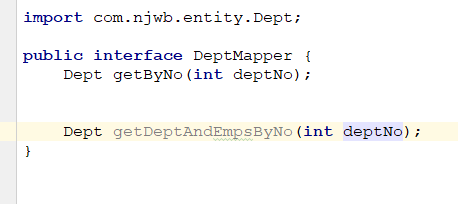 import com.njwb.entity.Dept;
public interface DeptMapper {
Dept getByNo(int deptNo);
Dept getDeptAndEmpsByNo(int deptNo);
}